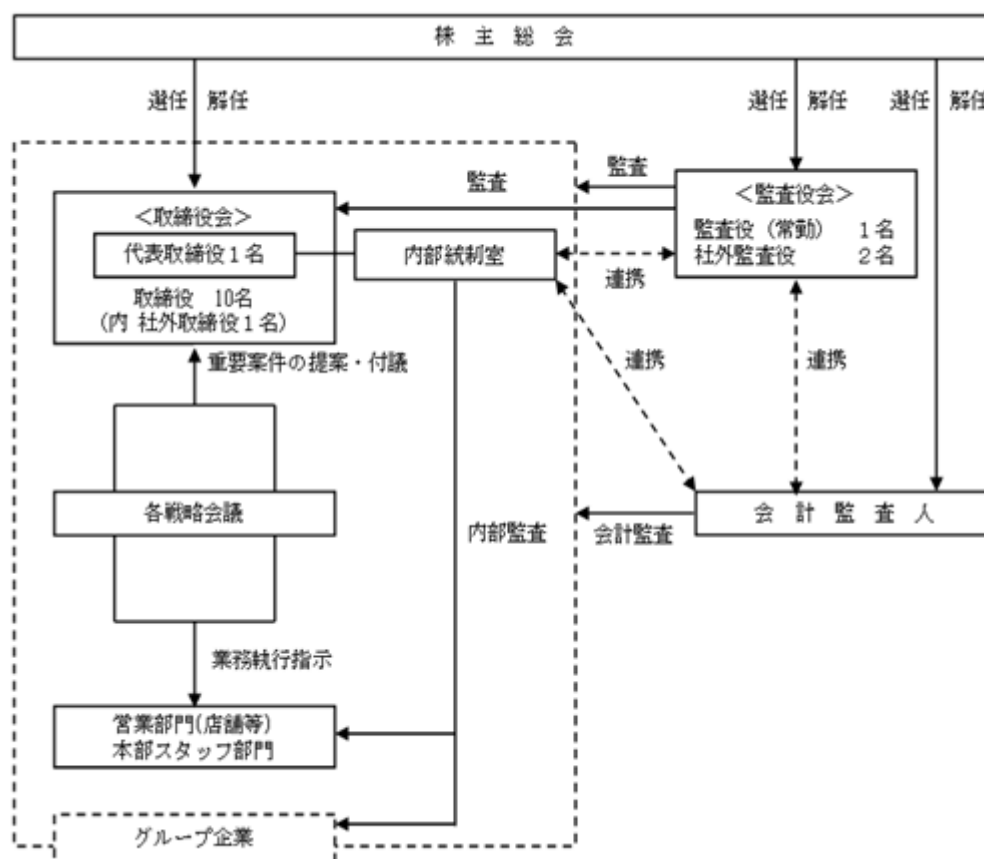 株主総会
選任 解任
選任 解任
選任 解任
監査
監査
<取締役会>
代表取締役1名
取締役 10名
(内 社外取締役1名)
内部統制室
<監査役会>
監査役(常勤) 1名
社外監査役 2名
連携
連携
連携
重要案件の提案・付議
各戦略会議
内部監査
会計監査
会計監査人
業務執行指示
営業部門(店舗等)
本部スタッフ部門
グループ企業